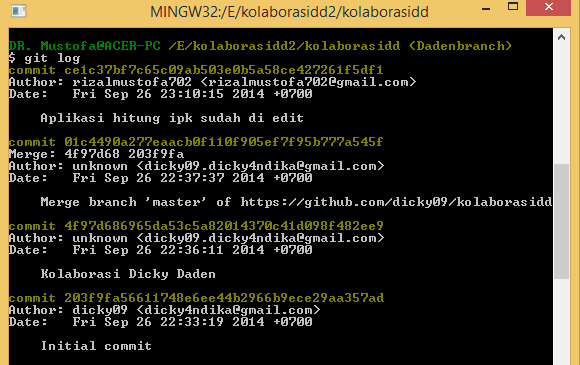 MINGW32:/E/kolaborasidd2/kolaborasidd
DR. Mustofa@ACER-PC /E/kolaborasidd2/kolaborasidd (Dadenbranch)
$ git log
commit ce1c37bf7c65c09ab503e0b5a58ce427261f5df1
Author: rizalmustofa702 <rizalmustofa702@gmail.com>
Date:   Fri Sep 26 23:10:15 2014 +0700
Aplikasi hitung ipk sudah di edit
commit 01c4490a277eaacb0f110f905ef7f95b777a545f
Merge: 4f97d68 203f9fa
Author: unknown <dicky09.dicky4ndika@gmail.com>
Date:   Fri Sep 26 22:37:37 2014 +0700
Merge branch 'master' of https://github.com/dicky09/kolaborasidd
commit 4f97d686965da53c5a82014370c41d098f482ee9
Author: unknown <dicky09.dicky4ndika@gmail.com>
Date:   Fri Sep 26 22:36:11 2014 +0700
Kolaborasi Dicky Daden
commit 203f9fa56611748e6ee44b2966b9ece29aa357ad
Author: dicky09 <dicky4ndika@gmail.com>
Date:   Fri Sep 26 22:33:19 2014 +0700
Initial commit